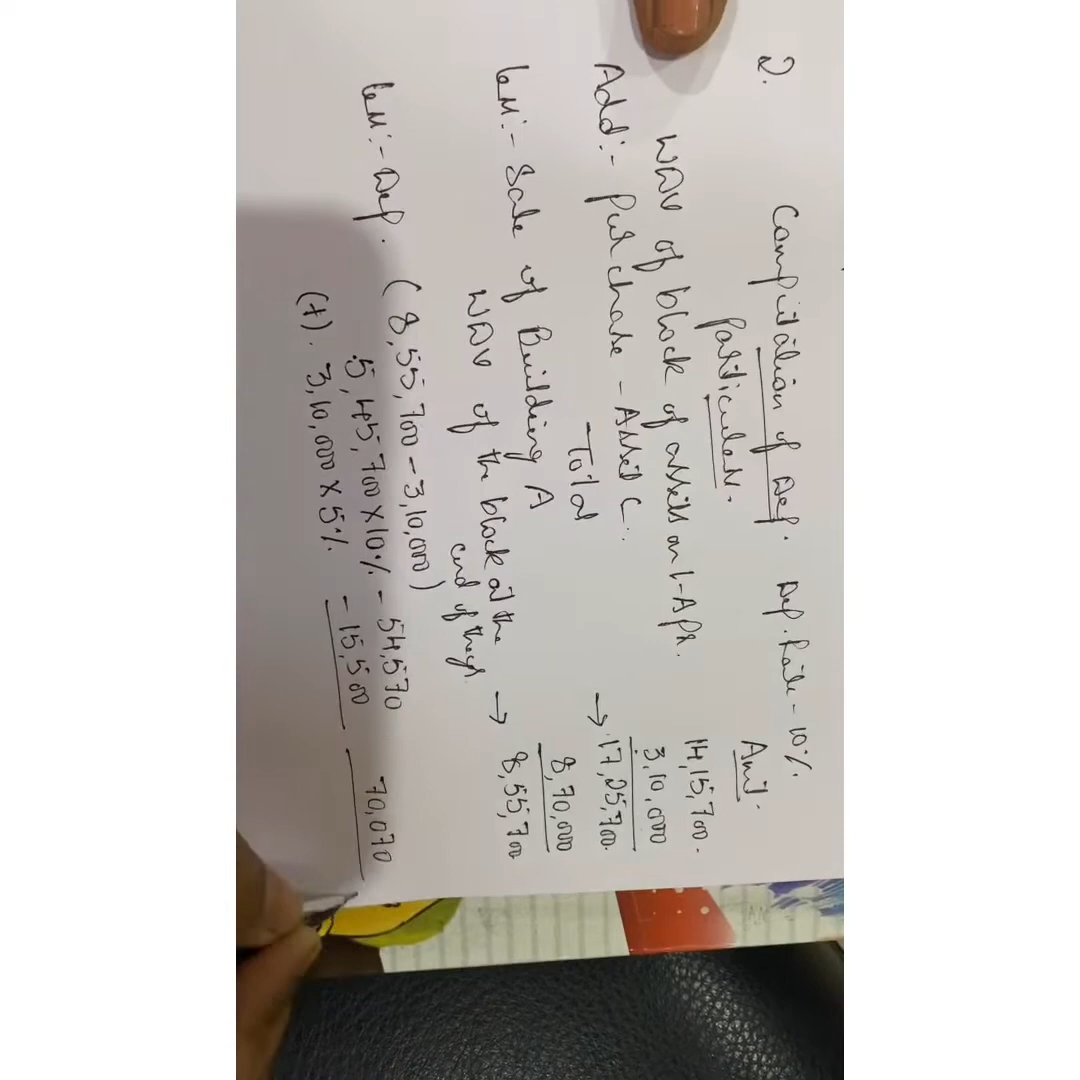 2. Computation of Dep. Dep. Rate - 10%
Particulars. Amt.
WDV of block of assets on 1-Apr. 14,15,700.
Add:- Purchase - Asset C. 3,10,000
Total → 17,25,700.
Less:- Sale of Building A 8,70,000
WDV of the block at the end of the yr. → 8,55,700
Less:- Dep. (8,55,700 - 3,10,000)
5,45,700 x 10% - 54,570 70,070
(+). 3,10,000 x 5% - 15,500